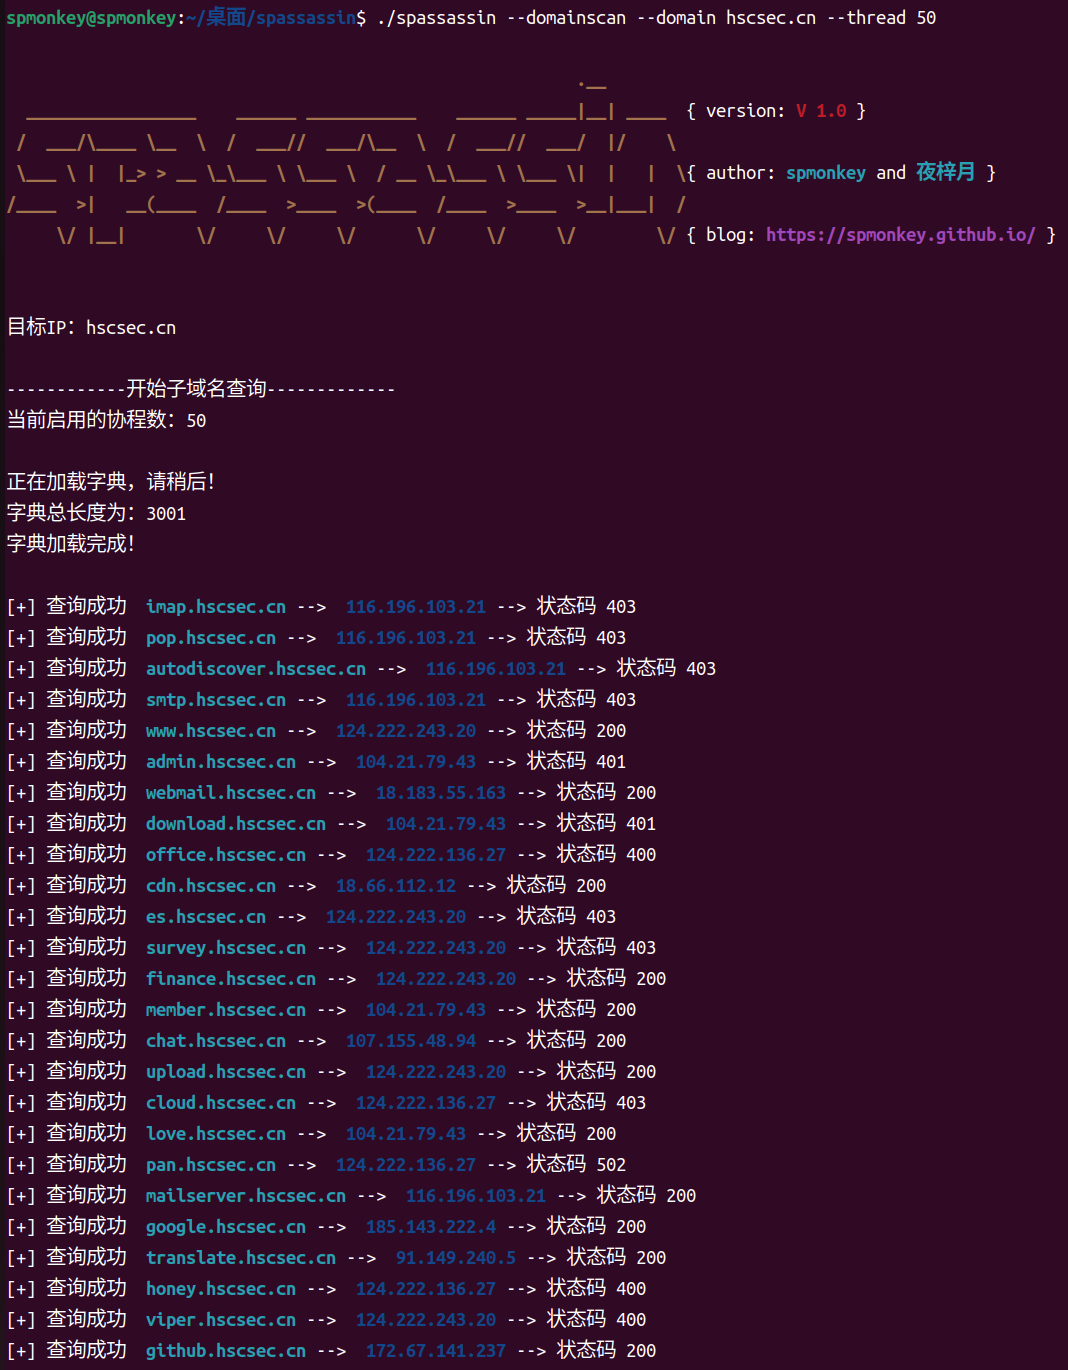 spmonkey@spmonkey:~/桌面/spassassin$ ./spassassin --domainscan --domain hscsec.cn --thread 50
{ version: V 1.0 }
{ author: spmonkey and 夜梓月 }
{ blog: https://spmonkey.github.io/ }
目标IP: hscsec.cn
------------开始子域名查询-------------
当前启用的协程数: 50
正在加载字典，请稍后！
字典总长度为: 3001
字典加载完成！
[+] 查询成功  imap.hscsec.cn -->  116.196.103.21 --> 状态码 403
[+] 查询成功  pop.hscsec.cn -->  116.196.103.21 --> 状态码 403
[+] 查询成功  autodiscover.hscsec.cn -->  116.196.103.21 --> 状态码 403
[+] 查询成功  smtp.hscsec.cn -->  116.196.103.21 --> 状态码 403
[+] 查询成功  www.hscsec.cn -->  124.222.243.20 --> 状态码 200
[+] 查询成功  admin.hscsec.cn -->  104.21.79.43 --> 状态码 401
[+] 查询成功  webmail.hscsec.cn -->  18.183.55.163 --> 状态码 200
[+] 查询成功  download.hscsec.cn -->  104.21.79.43 --> 状态码 401
[+] 查询成功  office.hscsec.cn -->  124.222.136.27 --> 状态码 400
[+] 查询成功  cdn.hscsec.cn -->  18.66.112.12 --> 状态码 200
[+] 查询成功  es.hscsec.cn -->  124.222.243.20 --> 状态码 403
[+] 查询成功  survey.hscsec.cn -->  124.222.243.20 --> 状态码 403
[+] 查询成功  finance.hscsec.cn -->  124.222.243.20 --> 状态码 200
[+] 查询成功  member.hscsec.cn -->  104.21.79.43 --> 状态码 200
[+] 查询成功  chat.hscsec.cn -->  107.155.48.94 --> 状态码 200
[+] 查询成功  upload.hscsec.cn -->  124.222.243.20 --> 状态码 200
[+] 查询成功  cloud.hscsec.cn -->  124.222.136.27 --> 状态码 403
[+] 查询成功  love.hscsec.cn -->  104.21.79.43 --> 状态码 200
[+] 查询成功  pan.hscsec.cn -->  124.222.136.27 --> 状态码 502
[+] 查询成功  mailserver.hscsec.cn -->  116.196.103.21 --> 状态码 200
[+] 查询成功  google.hscsec.cn -->  185.143.222.4 --> 状态码 200
[+] 查询成功  translate.hscsec.cn -->  91.149.240.5 --> 状态码 200
[+] 查询成功  honey.hscsec.cn -->  124.222.136.27 --> 状态码 400
[+] 查询成功  viper.hscsec.cn -->  124.222.243.20 --> 状态码 400
[+] 查询成功  github.hscsec.cn -->  172.67.141.237 --> 状态码 200